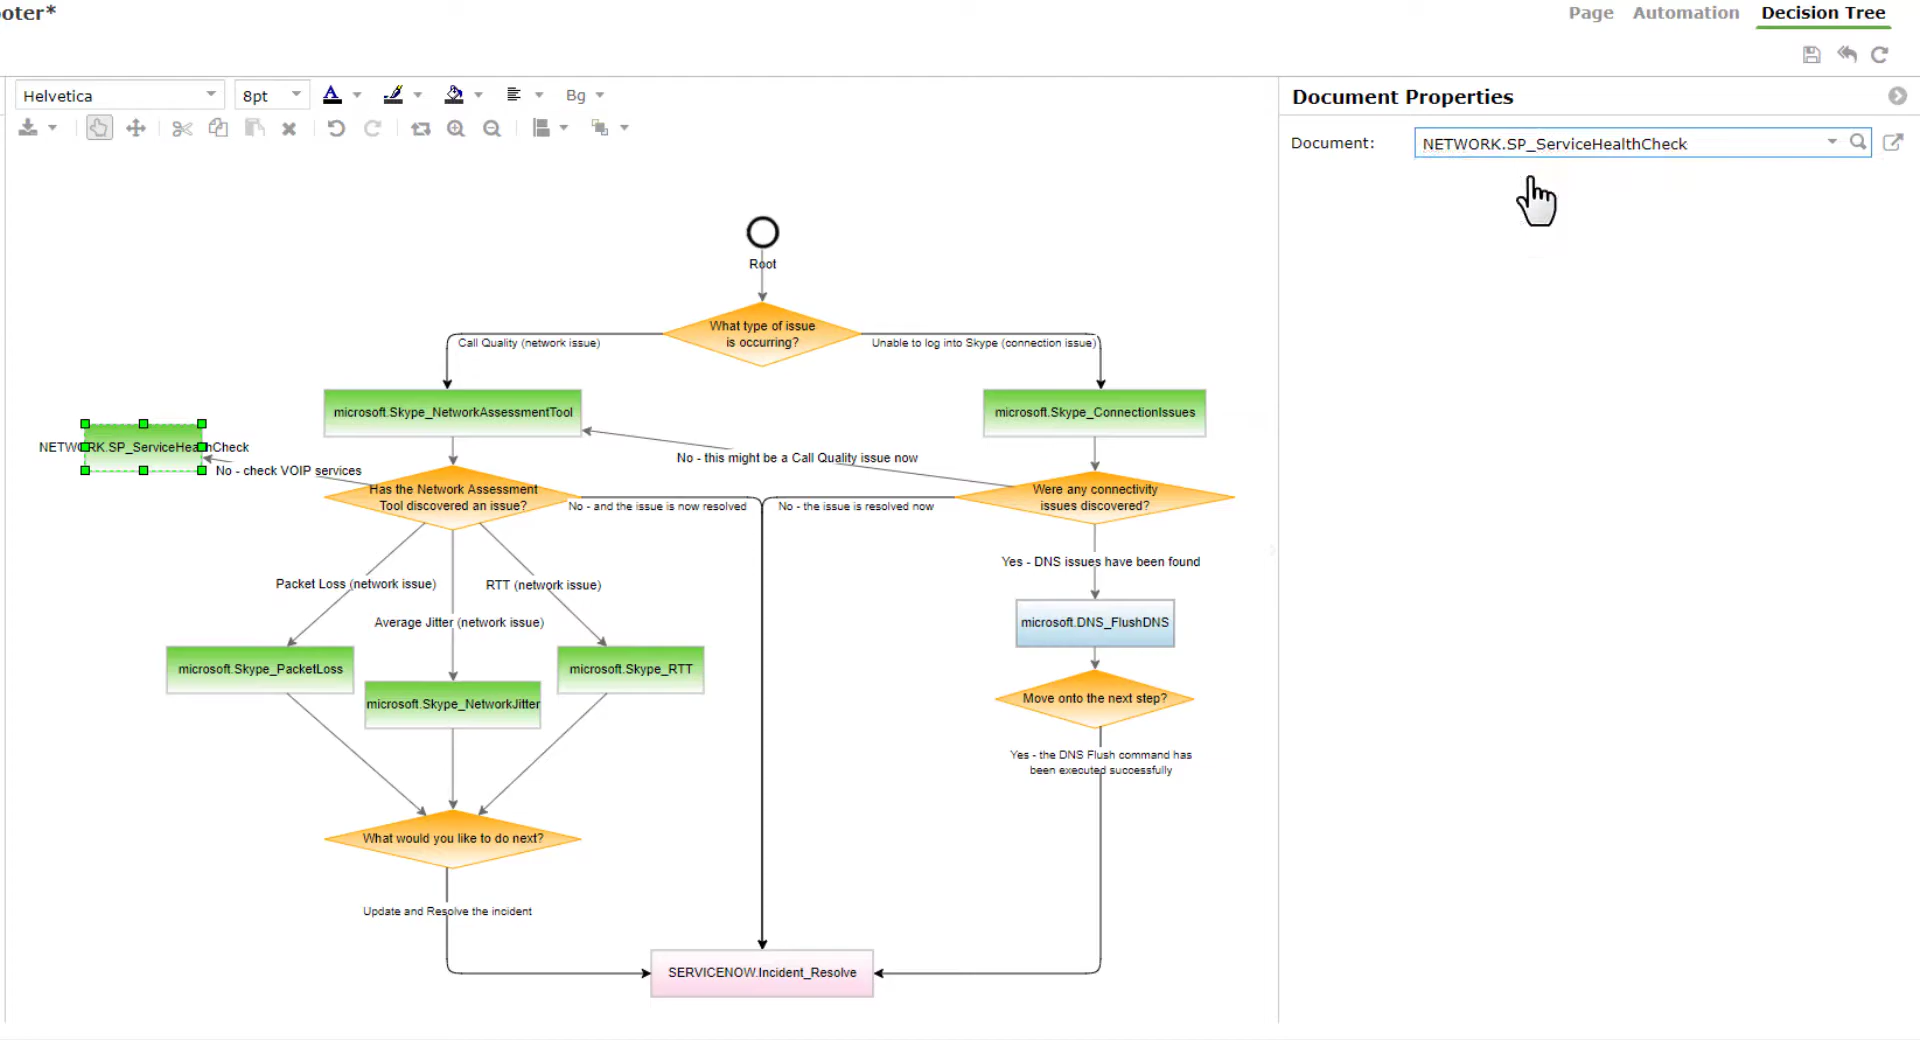 oter*
Page
Automation
Decision Tree
Helvetica
8pt
A
Bg
Document Properties
Document:
NETWORK.SP_ServiceHealthCheck
Root
What type of issue
is occurring?
Call Quality (network issue)
Unable to log into Skype (connection issue)
microsoft.Skype_NetworkAssessmentTool
microsoft.Skype_ConnectionIssues
NETWORK.SP_ServiceHealthCheck
No - check VOIP services
No - this might be a Call Quality issue now
Has the Network Assessment
Tool discovered an issue?
No - and the issue is now resolved
No - the issue is resolved now
Were any connectivity
issues discovered?
Yes - DNS issues have been found
Packet Loss (network issue)
RTT (network issue)
Average Jitter (network issue)
microsoft.DNS_FlushDNS
microsoft.Skype_PacketLoss
microsoft.Skype_NetworkJitter
microsoft.Skype_RTT
Move onto the next step?
Yes - the DNS Flush command has
been executed successfully
What would you like to do next?
Update and Resolve the incident
SERVICENOW.Incident_Resolve